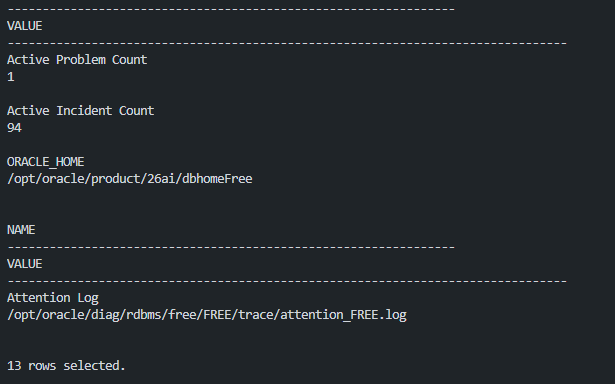 ----------------------------------------------------------------
VALUE
--------------------------------------------------------------------------------
Active Problem Count
1
Active Incident Count
94
ORACLE_HOME
/opt/oracle/product/26ai/dbhomeFree
NAME
----------------------------------------------------------------
VALUE
--------------------------------------------------------------------------------
Attention Log
/opt/oracle/diag/rdbms/free/FREE/trace/attention_FREE.log
13 rows selected.